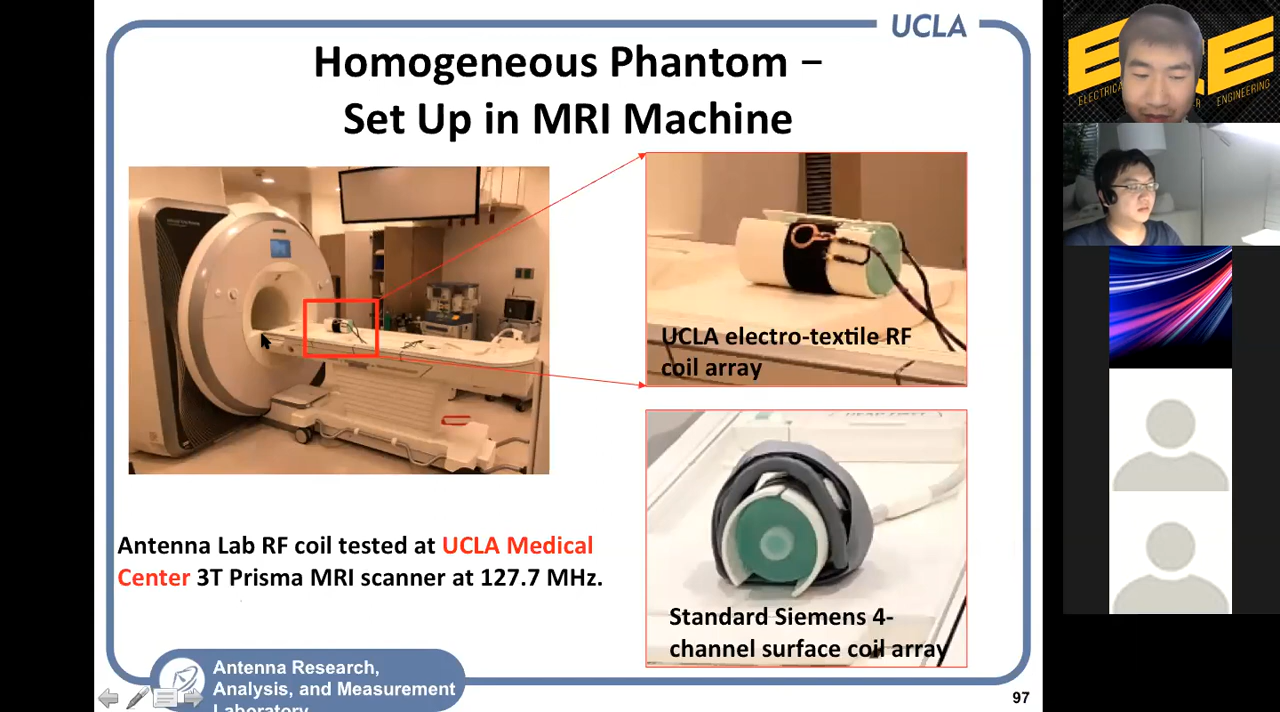 UCLA
Homogeneous Phantom –
Set Up in MRI Machine
UCLA electro-textile RF
coil array
Standard Siemens 4-
channel surface coil array
Antenna Lab RF coil tested at UCLA Medical
Center 3T Prisma MRI scanner at 127.7 MHz.
Antenna Research,
Analysis, and Measurement
Laboratory
97
ENGINEERING